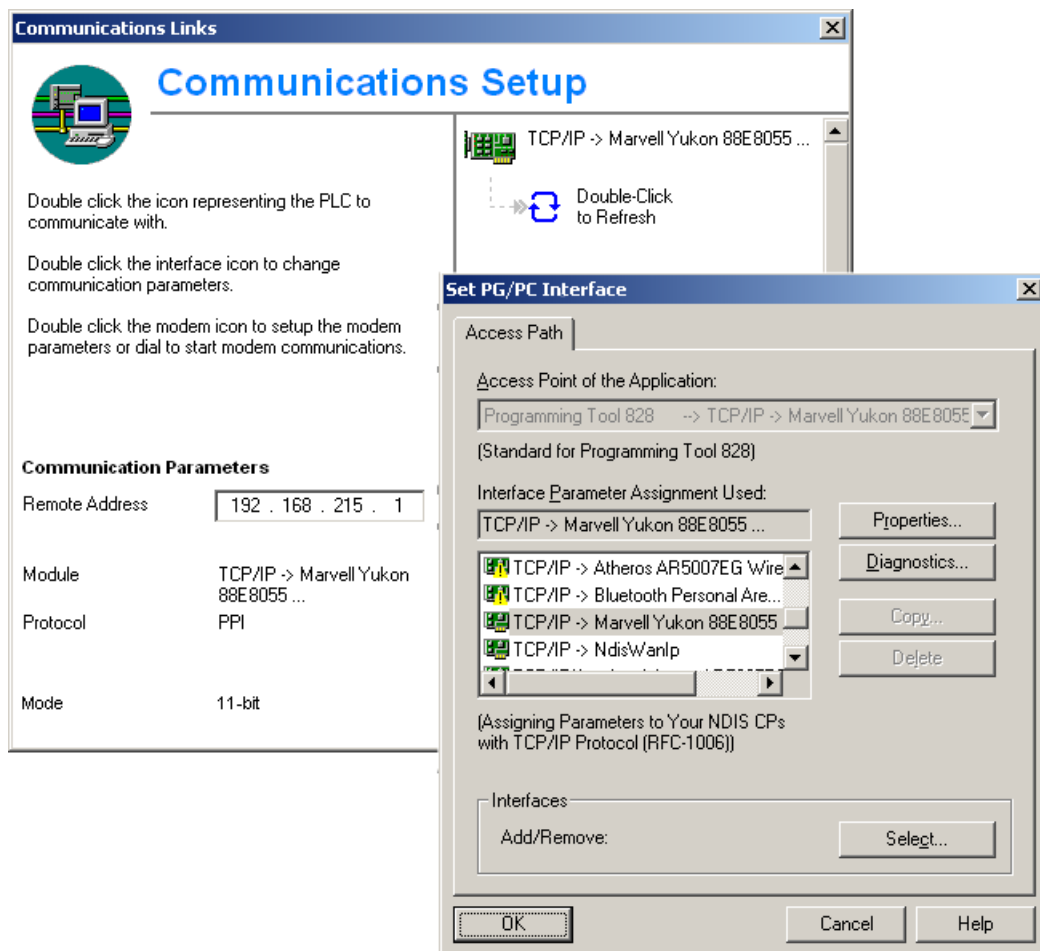 Communications Links
Communications Setup
TCP/IP -> Marvell Yukon 88E8055 ...
Double-Click
to Refresh
Double click the icon representing the PLC to
communicate with.
Double click the interface icon to change
communication parameters.
Double click the modem icon to setup the modem
parameters or dial to start modem communications.
Communication Parameters
Remote Address 192 . 168 . 215 . 1
Module TCP/IP -> Marvell Yukon
88E8055 ...
Protocol PPI
Mode 11-bit
Set PG/PC Interface
Access Path
Access Point of the Application:
Programming Tool 828 --> TCP/IP -> Marvell Yukon 88E8055
(Standard for Programming Tool 828)
Interface Parameter Assignment Used:
TCP/IP -> Marvell Yukon 88E8055 ...
Properties...
TCP/IP -> Atheros AR5007EG Wire
Diagnostics...
TCP/IP -> Bluetooth Personal Are...
TCP/IP -> Marvell Yukon 88E8055
Copy...
TCP/IP -> NdisWanIp
Delete
(Assigning Parameters to Your NDIS CPs
with TCP/IP Protocol (RFC-1006))
Interfaces
Add/Remove:
Select...
OK
Cancel
Help